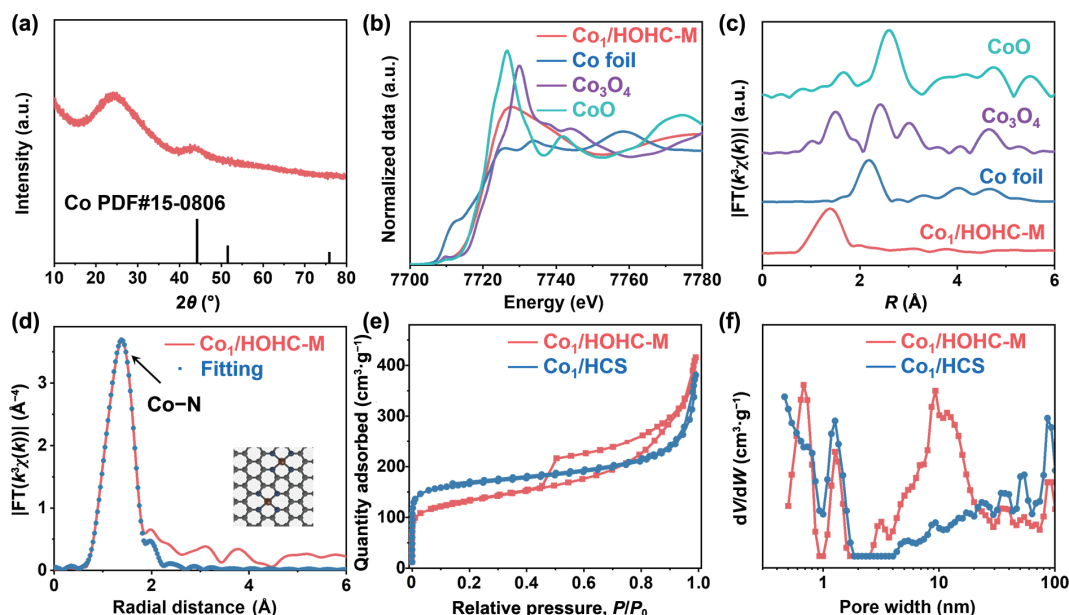 (a)
Intensity (a.u.)
Co PDF#15-0806
10 20 30 40 50 60 70 80
2θ (°)
(b)
Normalized data (a.u.)
Co₁/HOHC-M
Co foil
Co₃O₄
CoO
7700 7720 7740 7760 7780
Energy (eV)
(c)
|FT(k³χ(k))| (a.u.)
CoO
Co₃O₄
Co foil
Co₁/HOHC-M
0 2 4 6
R (Å)
(d)
|FT(k³χ(k))| (Å⁻⁴)
3
2
1
0
Co₁/HOHC-M
Fitting
Co–N
0 2 4 6
Radial distance (Å)
(e)
Quantity adsorbed (cm³·g⁻¹)
500
400
300
200
100
0
Co₁/HOHC-M
Co₁/HCS
0.0 0.2 0.4 0.6 0.8 1.0
Relative pressure, P/P₀
(f)
dV/dW (cm³·g⁻¹)
Co₁/HOHC-M
Co₁/HCS
1 10 100
Pore width (nm)